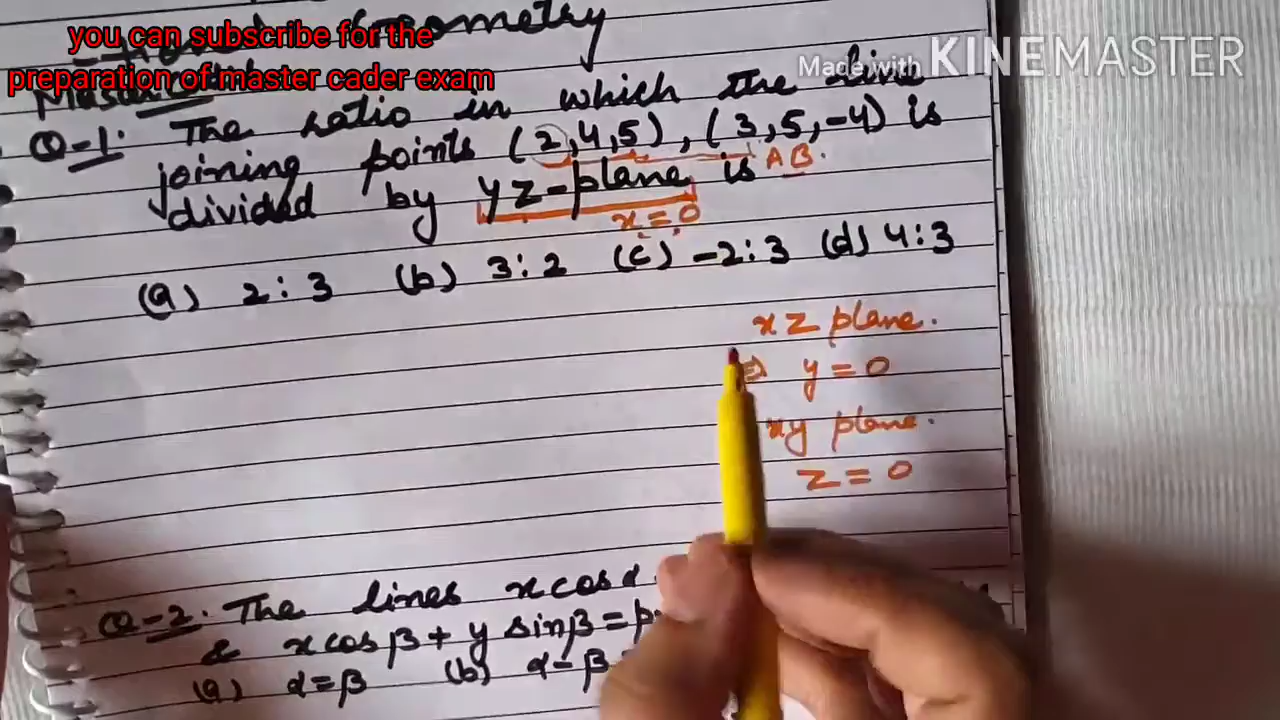 you can subscribe for the
preparation of master cader exam
Made with KINEMASTER
Geometry
Q-1. The ratio in which the line
joining points (2,4,5), (3,5,-4) is
divided by yz-plane is AB.
x=0
(a) 2:3 (b) 3:2 (c) -2:3 (d) 4:3
xz plane.
y=0
xy plane.
z=0
Q-2. The lines x cos α
& x cos β + y sin β = p
(a) α=β (b) α-β